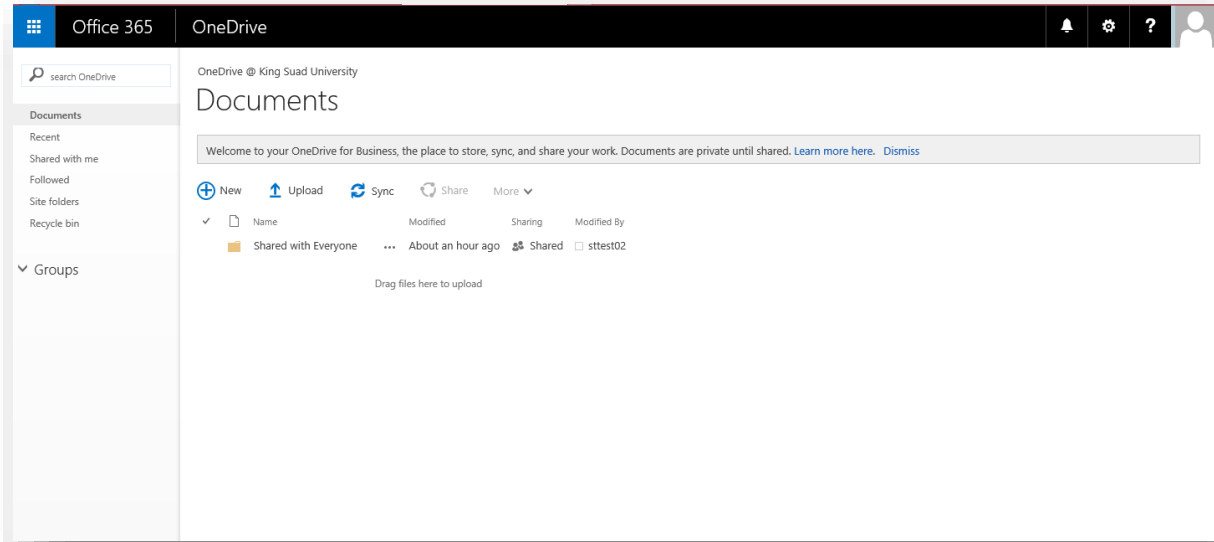 Office 365 OneDrive ?
search OneDrive
Documents
Recent
Shared with me
Followed
Site folders
Recycle bin
Groups
OneDrive @ King Suad University
Documents
Welcome to your OneDrive for Business, the place to store, sync, and share your work. Documents are private until shared. Learn more here. Dismiss
New Upload Sync Share More
Name Modified Sharing Modified By
Shared with Everyone ... About an hour ago Shared sttest02
Drag files here to upload